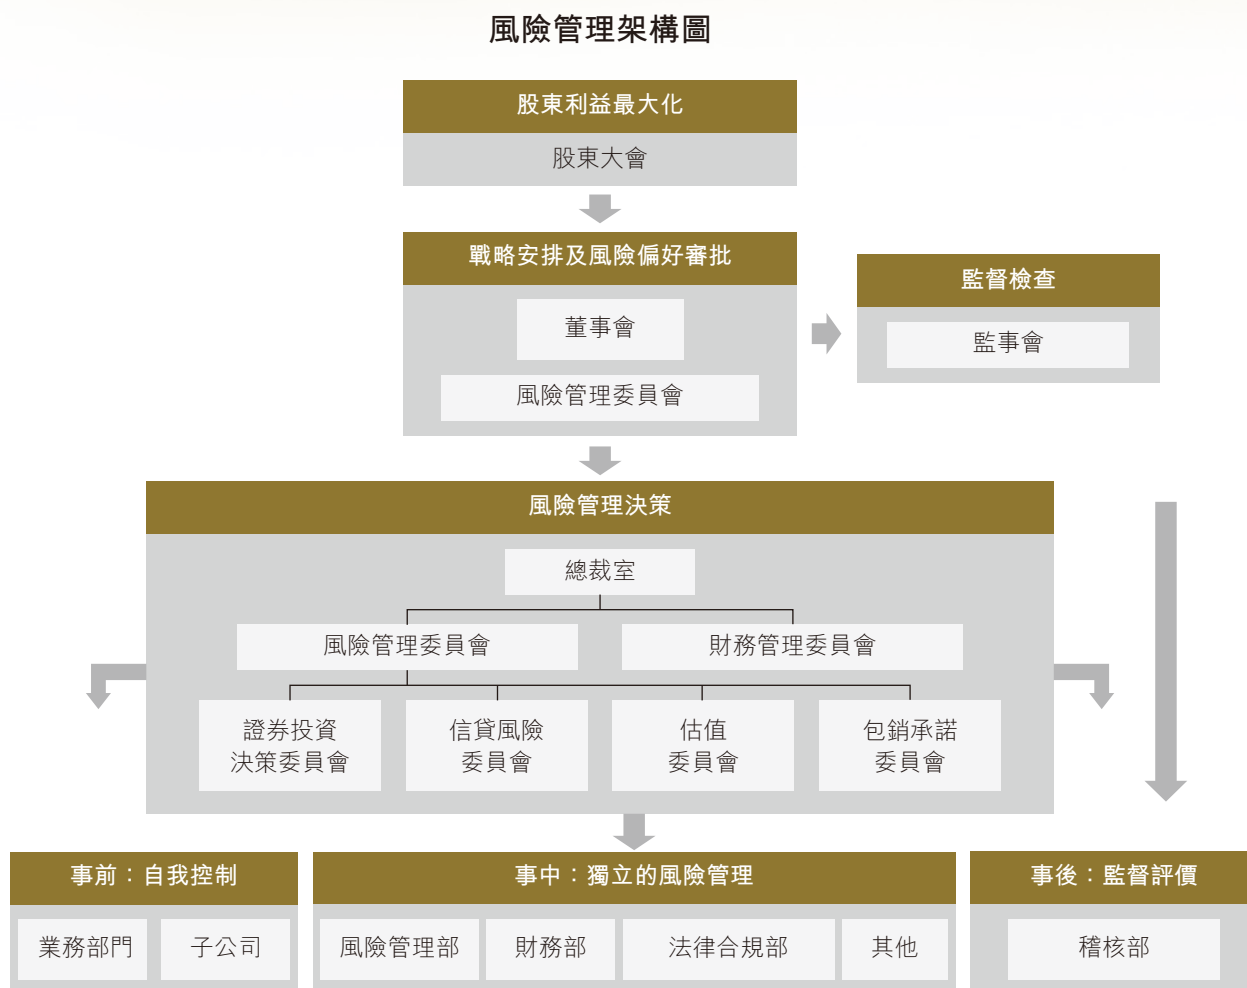 風險管理架構圖
股東利益最大化
股東大會
戰略安排及風險偏好審批
董事會
風險管理委員會
監督檢查
監事會
風險管理決策
總裁室
風險管理委員會
財務管理委員會
證券投資
決策委員會
信貸風險
委員會
估值
委員會
包銷承諾
委員會
事前：自我控制
業務部門
子公司
事中：獨立的風險管理
風險管理部
財務部
法律合規部
其他
事後：監督評價
稽核部